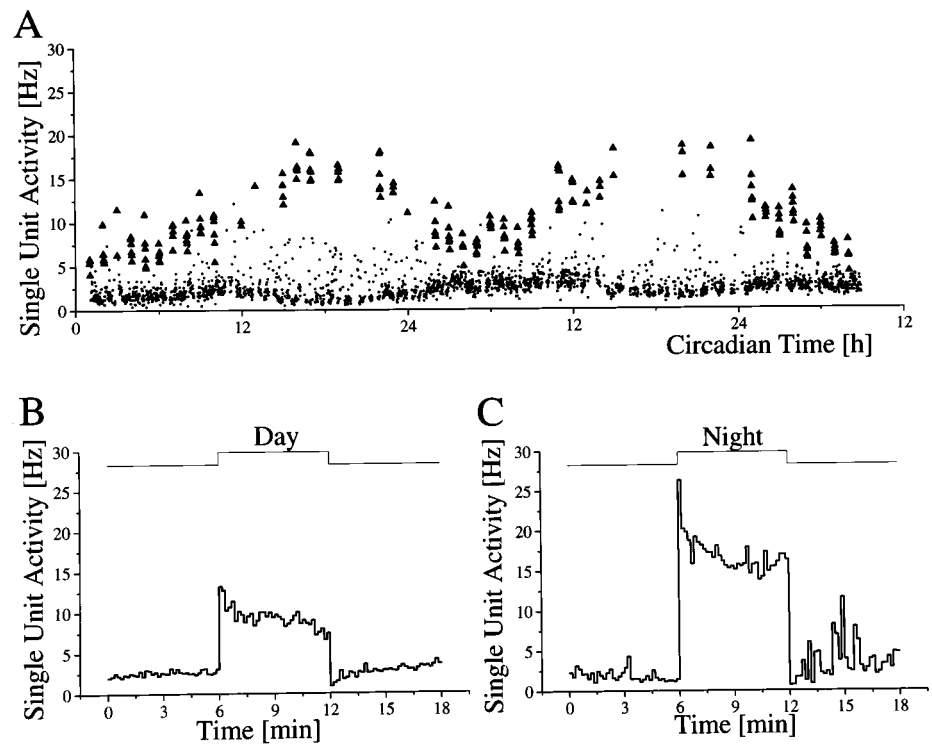 A
Single Unit Activity [Hz]
30
25
20
15
10
5
0
0 12 24 12 24 12
Circadian Time [h]
B
Day
Single Unit Activity [Hz]
30
25
20
15
10
5
0
0 3 6 9 12 15 18
Time [min]
C
Night
Single Unit Activity [Hz]
30
25
20
15
10
5
0
0 3 6 9 12 15 18
Time [min]